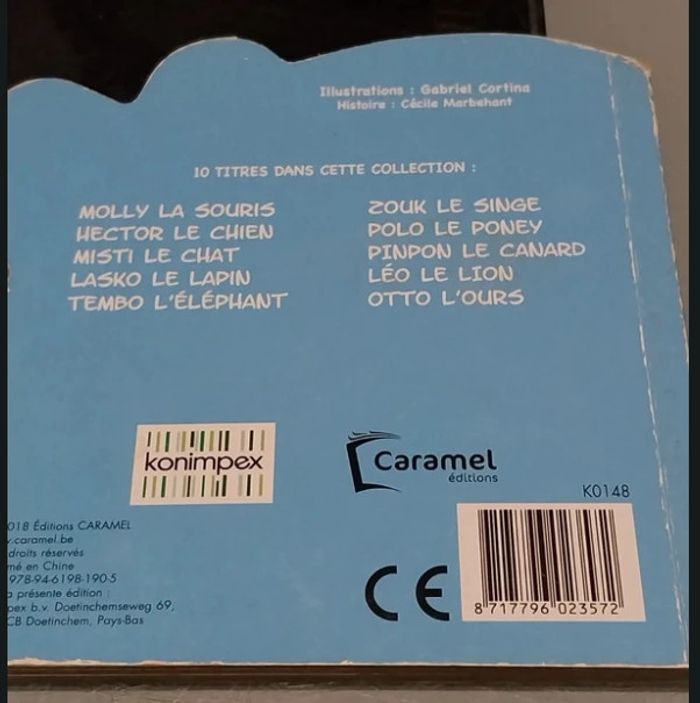 Illustrations : Gabriel Cortina
Histoire : Cécile Marbehant
10 TITRES DANS CETTE COLLECTION :
MOLLY LA SOURIS
HECTOR LE CHIEN
MISTI LE CHAT
LASKO LE LAPIN
TEMBO L'ÉLÉPHANT
ZOUK LE SINGE
POLO LE PONEY
PINPON LE CANARD
LÉO LE LION
OTTO L'OURS
konimpex
Caramel
éditions
K0148
018 Éditions CARAMEL
.caramel.be
droits réservés
mé en Chine
978-94-6198-190-5
présente édition :
pex b.v. Doetinchemseweg 69,
CB Doetinchem, Pays-Bas
CE
8 717796 023572